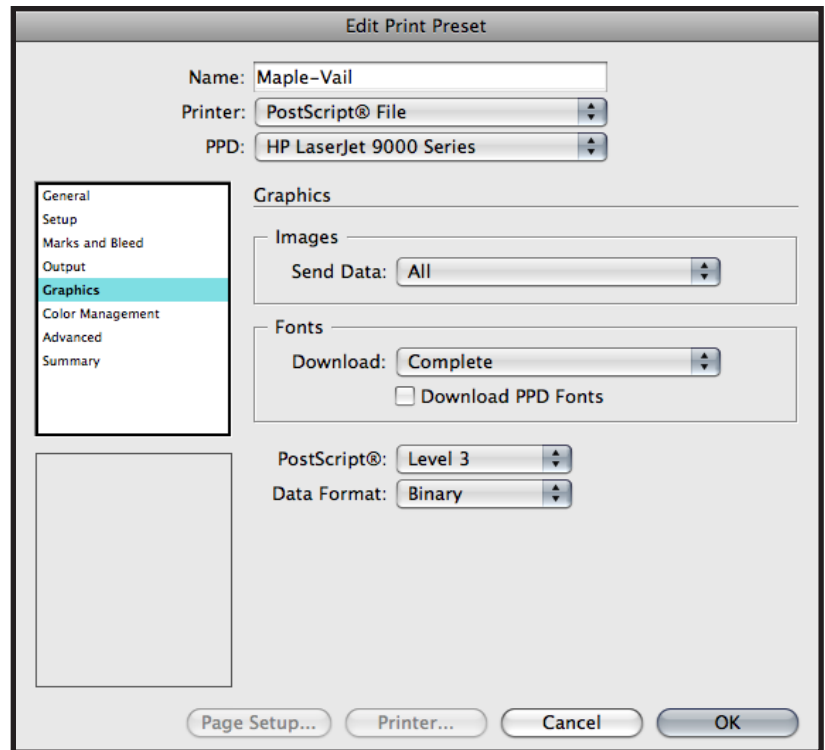 Edit Print Preset
Name: Maple-Vail
Printer: PostScript® File
PPD: HP LaserJet 9000 Series
General
Setup
Marks and Bleed
Output
Graphics
Color Management
Advanced
Summary
Graphics
Images
Send Data: All
Fonts
Download: Complete
Download PPD Fonts
PostScript®: Level 3
Data Format: Binary
Page Setup... Printer... Cancel OK